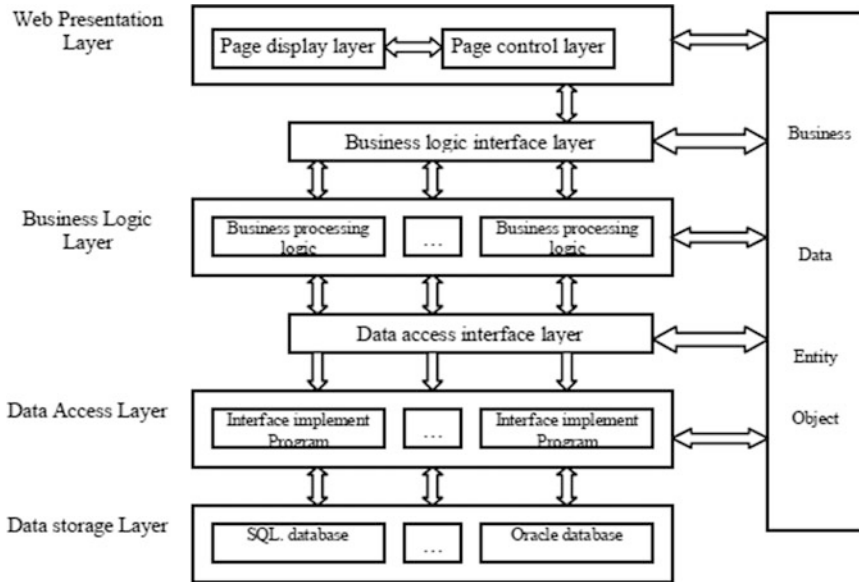 Web Presentation
Layer
Page display layer
Page control layer
Business logic interface layer
Business Logic
Layer
Business processing
logic
...
Business processing
logic
Data access interface layer
Data Access Layer
Interface implement
Program
...
Interface implement
Program
Data storage Layer
SQL. database
...
Oracle database
Business
Data
Entity
Object